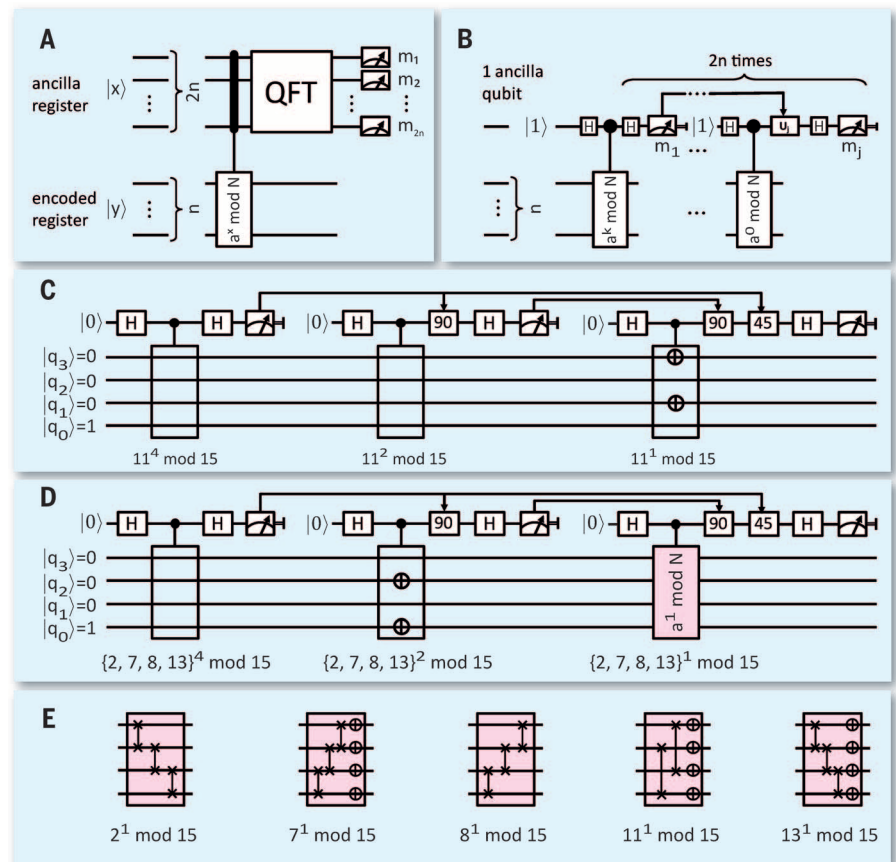 A
ancilla
register
|x⟩
2n
QFT
m1
m2
m2n
encoded
register
|y⟩
n
a^x mod N
B
1 ancilla
qubit
2n times
|1⟩ H H m1 |1⟩ H Uj H mj
n
a^k mod N
a^0 mod N
C
|0⟩ H H |0⟩ H 90 H |0⟩ H 90 45 H
|q3⟩=0
|q2⟩=0
|q1⟩=0
|q0⟩=1
11^4 mod 15 11^2 mod 15 11^1 mod 15
D
|0⟩ H H |0⟩ H 90 H |0⟩ H 90 45 H
|q3⟩=0
|q2⟩=0
|q1⟩=0
|q0⟩=1
a^1 mod N
{2, 7, 8, 13}^4 mod 15 {2, 7, 8, 13}^2 mod 15 {2, 7, 8, 13}^1 mod 15
E
2^1 mod 15 7^1 mod 15 8^1 mod 15 11^1 mod 15 13^1 mod 15